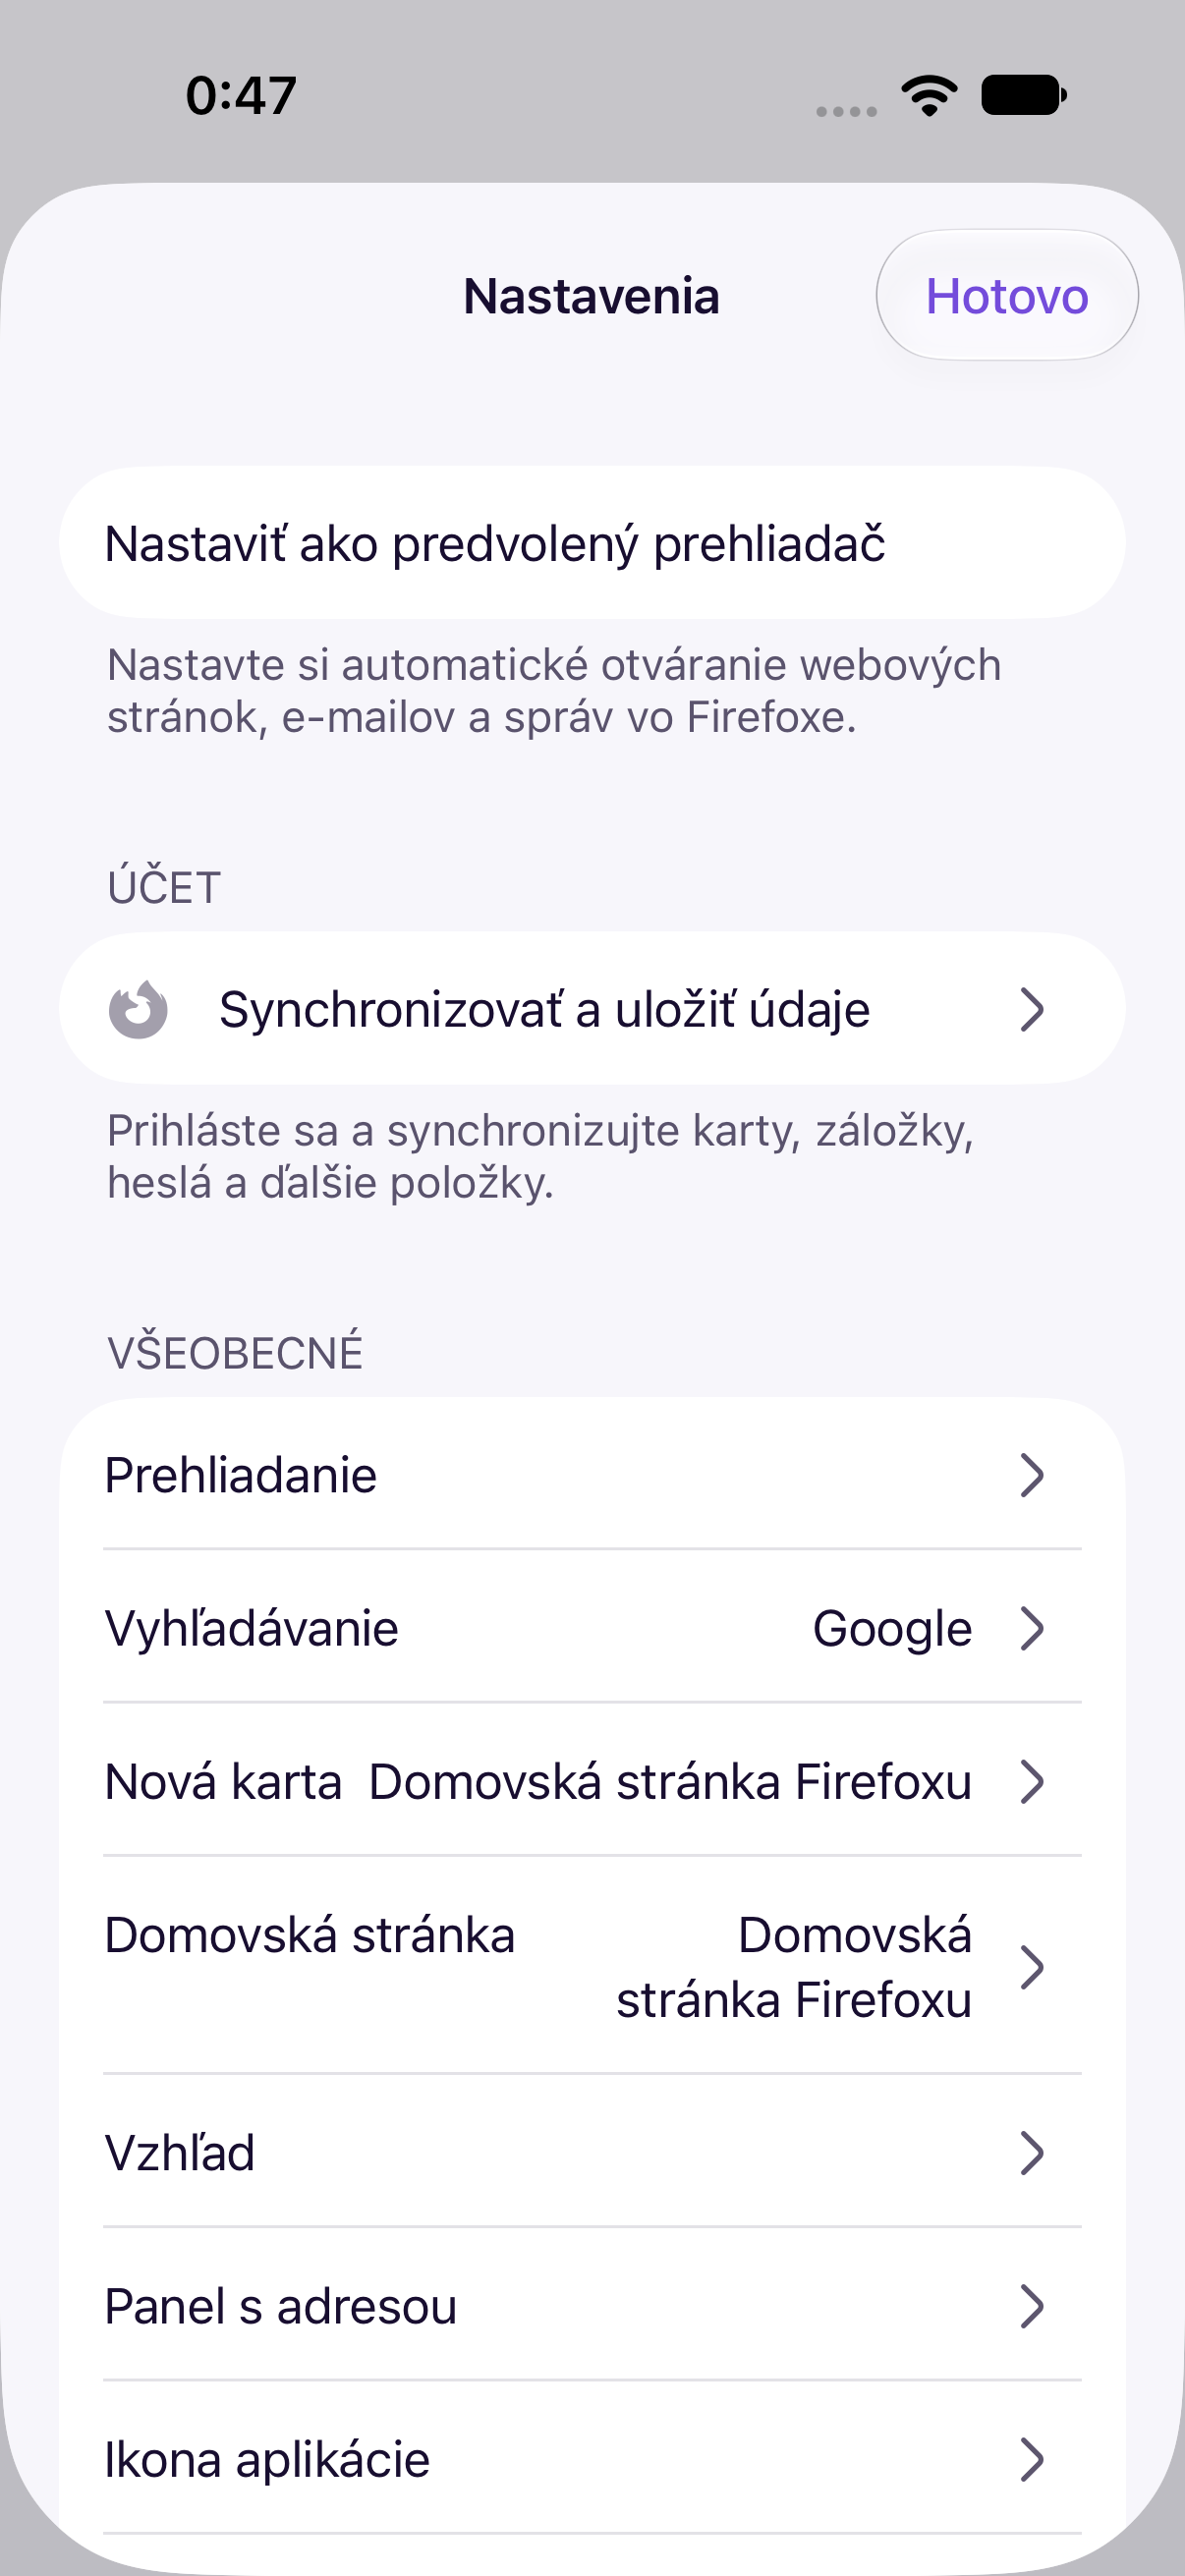 0:47
Nastavenia
Hotovo
Nastaviť ako predvolený prehliadač
Nastavte si automatické otváranie webových
stránok, e-mailov a správ vo Firefoxe.
ÚČET
Synchronizovať a uložiť údaje
Prihláste sa a synchronizujte karty, záložky,
heslá a ďalšie položky.
VŠEOBECNÉ
Prehliadanie
Vyhľadávanie Google
Nová karta Domovská stránka Firefoxu
Domovská stránka Domovská
stránka Firefoxu
Vzhľad
Panel s adresou
Ikona aplikácie